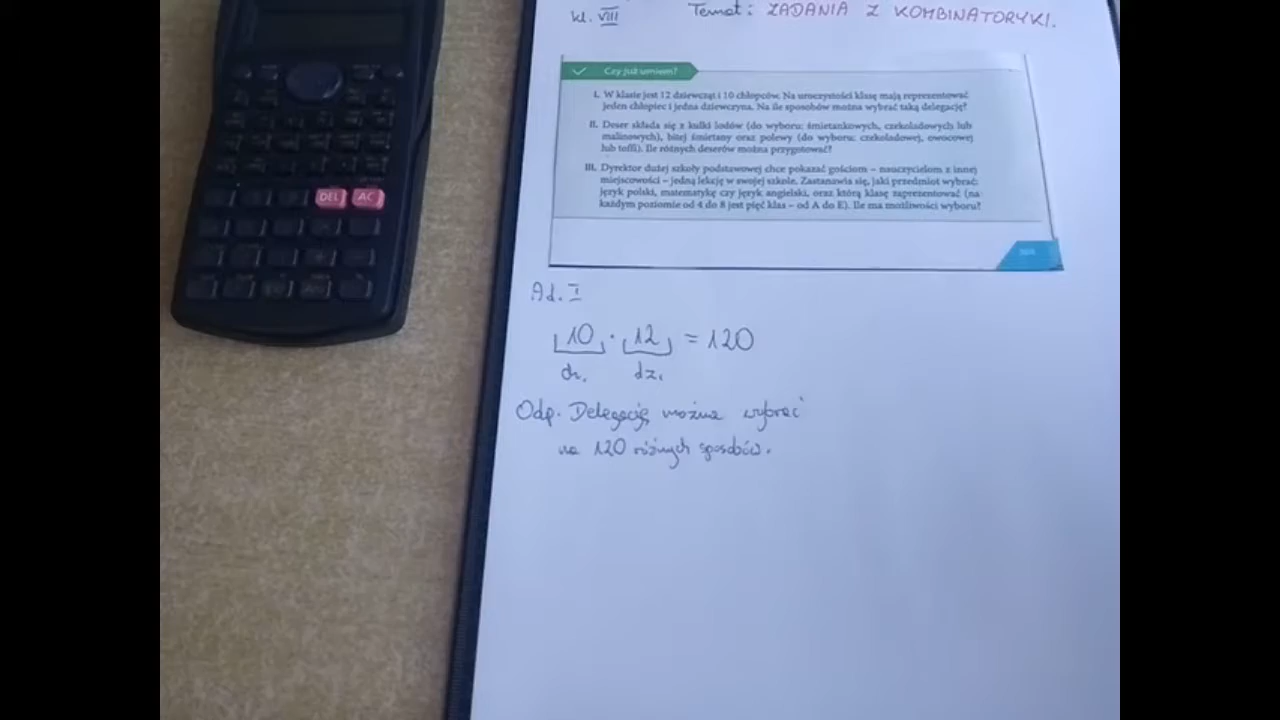 kl. VIII Temat: ZADANIA Z KOMBINATORYKI.
Czy już umiem?
I. W klasie jest 12 dziewcząt i 10 chłopców. Na uroczystości klasę mają reprezentować
jeden chłopiec i jedna dziewczyna. Na ile sposobów można wybrać taką delegację?
II. Deser składa się z kulki lodów (do wyboru: śmietankowych, czekoladowych lub
malinowych), bitej śmietany oraz polewy (do wyboru: czekoladowej, owocowej
lub toffi). Ile różnych deserów można przygotować?
III. Dyrektor dużej szkoły podstawowej chce pokazać gościom – nauczycielom z innej
miejscowości – jedną lekcję w swojej szkole. Zastanawia się, jaki przedmiot wybrać:
język polski, matematykę czy język angielski, oraz którą klasę zaprezentować (na
każdym poziomie od 4 do 8 jest pięć klas – od A do E). Ile ma możliwości wyboru?
DEL AC
Ad. I
10 · 12 = 120
ch. dz.
Odp. Delegację można wybrać
na 120 różnych sposobów.